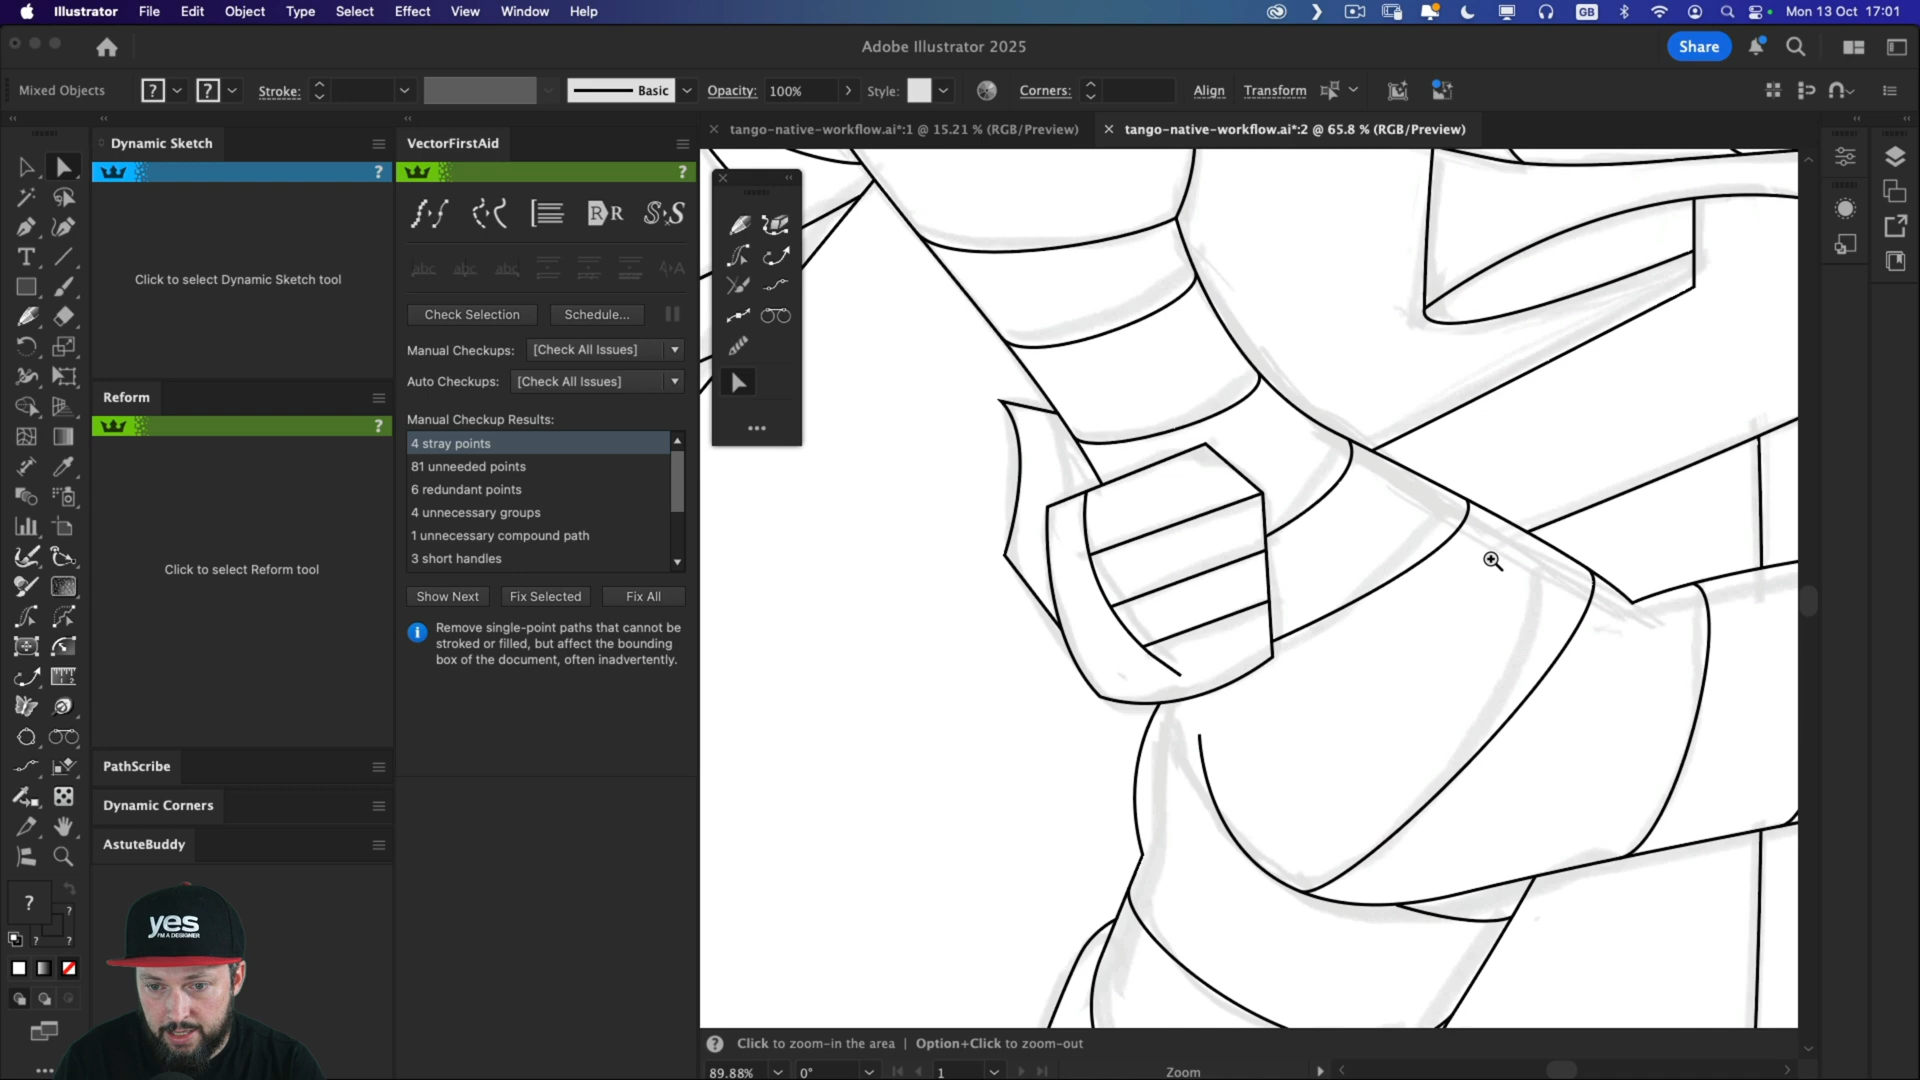 Illustrator File Edit Object Type Select Effect View Window Help GB Mon 13 Oct 17:01
Adobe Illustrator 2025 Share
Mixed Objects ? ? Stroke: Basic Opacity: 100% Style: Corners: Align Transform
Dynamic Sketch
?
Click to select Dynamic Sketch tool
Reform
?
Click to select Reform tool
PathScribe
Dynamic Corners
AstuteBuddy
VectorFirstAid
?
Check Selection Schedule...
Manual Checkups: [Check All Issues]
Auto Checkups: [Check All Issues]
Manual Checkup Results:
4 stray points
81 unneeded points
6 redundant points
4 unnecessary groups
1 unnecessary compound path
3 short handles
Show Next Fix Selected Fix All
Remove single-point paths that cannot be
stroked or filled, but affect the bounding
box of the document, often inadvertently.
tango-native-workflow.ai*:1 @ 15.21 % (RGB/Preview) tango-native-workflow.ai*:2 @ 65.8 % (RGB/Preview)
Click to zoom-in the area | Option+Click to zoom-out
89.88% 0° 1 Zoom
yes
I'M A DESIGNER